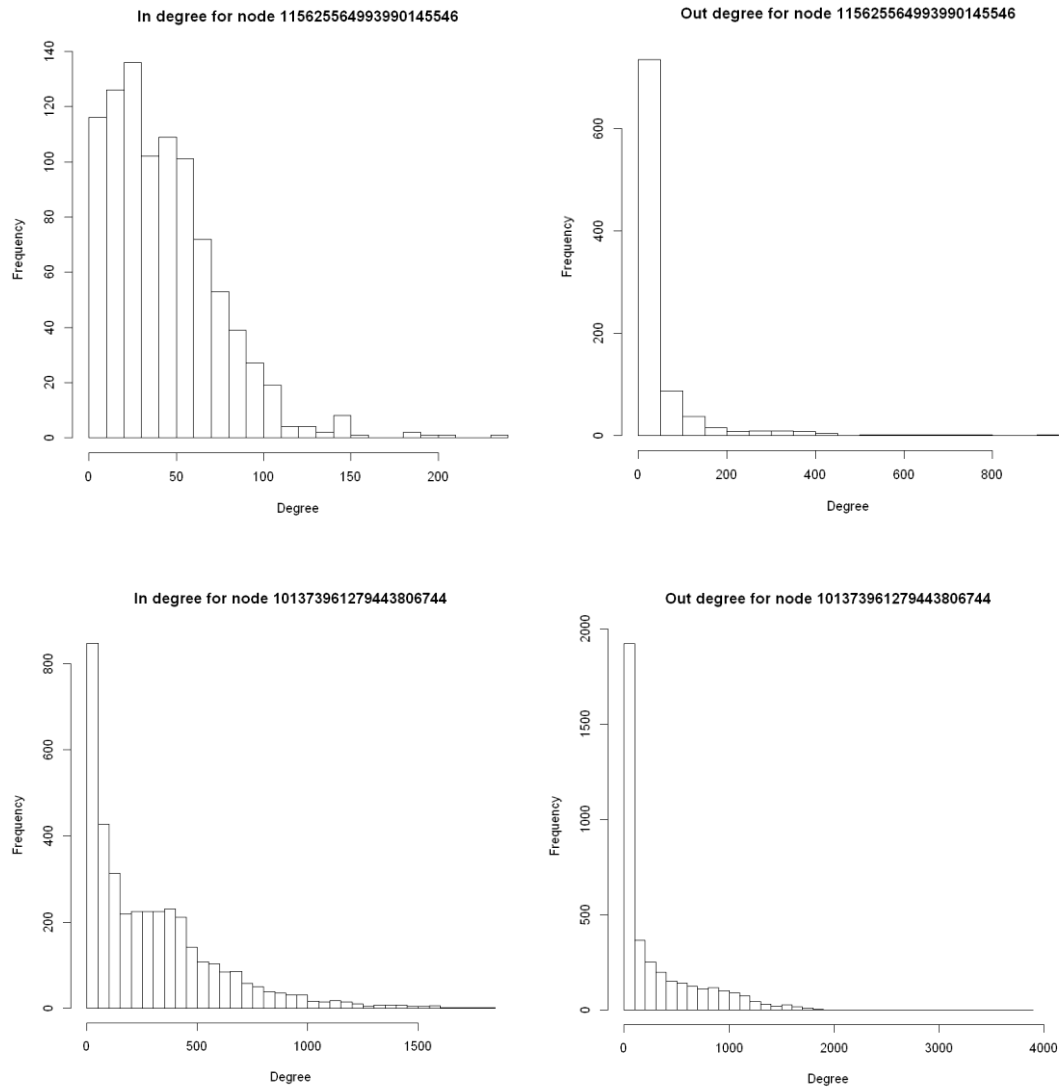 In degree for node 115625564993990145546
Frequency
0 20 40 60 80 100 120 140
0 50 100 150 200
Degree
Out degree for node 115625564993990145546
Frequency
0 200 400 600
0 200 400 600 800
Degree
In degree for node 101373961279443806744
Frequency
0 200 400 600 800
0 500 1000 1500
Degree
Out degree for node 101373961279443806744
Frequency
0 500 1000 1500 2000
0 1000 2000 3000 4000
Degree